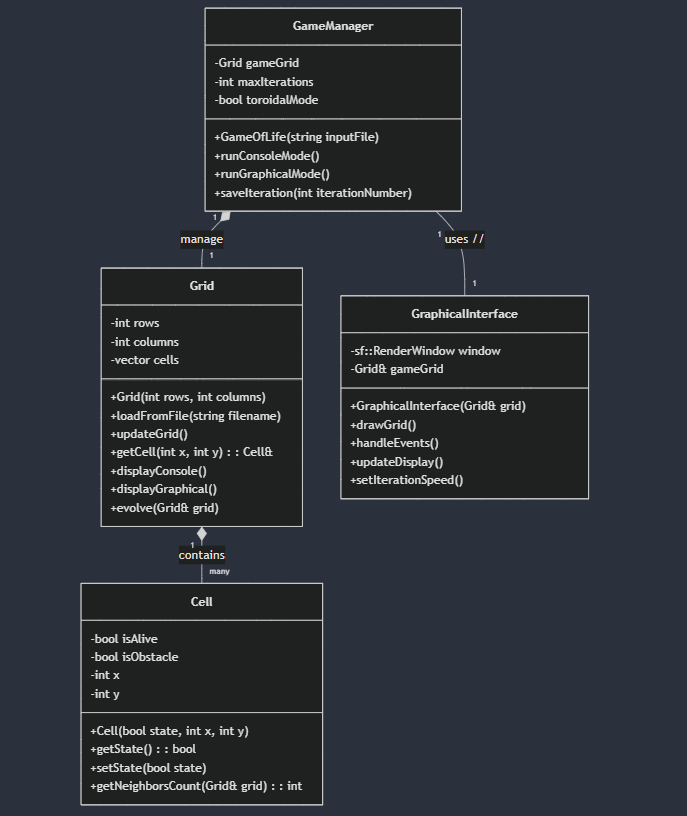 GameManager
-Grid gameGrid
-int maxIterations
-bool toroidalMode
+GameOfLife(string inputFile)
+runConsoleMode()
+runGraphicalMode()
+saveIteration(int iterationNumber)
1
manage
1
1
uses //
1
Grid
-int rows
-int columns
-vector cells
+Grid(int rows, int columns)
+loadFromFile(string filename)
+updateGrid()
+getCell(int x, int y) : : Cell&
+displayConsole()
+displayGraphical()
+evolve(Grid& grid)
GraphicalInterface
-sf::RenderWindow window
-Grid& gameGrid
+GraphicalInterface(Grid& grid)
+drawGrid()
+handleEvents()
+updateDisplay()
+setIterationSpeed()
1
contains
many
Cell
-bool isAlive
-bool isObstacle
-int x
-int y
+Cell(bool state, int x, int y)
+getState() : : bool
+setState(bool state)
+getNeighborsCount(Grid& grid) : : int